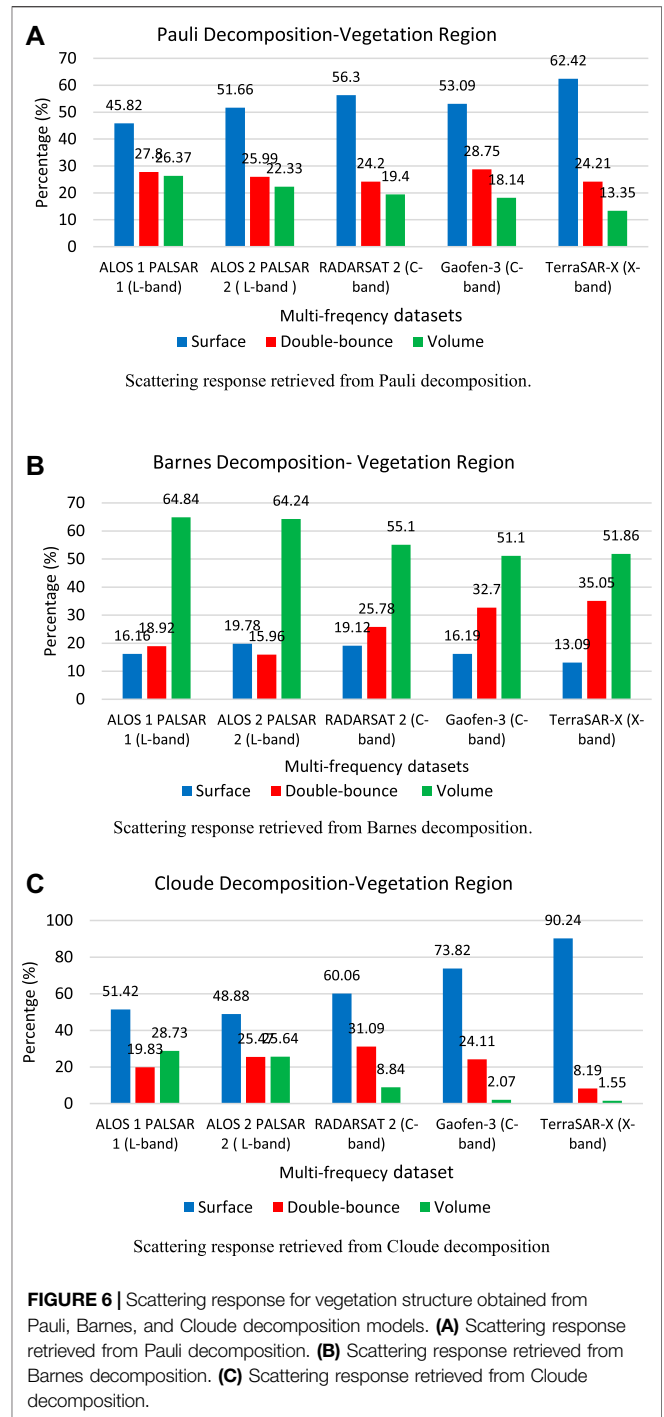 A
Pauli Decomposition-Vegetation Region
Percentage (%)
70
60
50
40
30
20
10
0
45.82
27.8
26.37
51.66
25.99
22.33
56.3
24.2
19.4
53.09
28.75
18.14
62.42
24.21
13.35
ALOS 1 PALSAR
1 (L-band)
ALOS 2 PALSAR
2 ( L-band )
RADARSAT 2 (C-
band)
Gaofen-3 (C-
band)
TerraSAR-X (X-
band)
Multi-freqency datasets
Surface Double-bounce Volume
Scattering response retrieved from Pauli decomposition.
B
Barnes Decomposition- Vegetation Region
Percentage (%)
70
60
50
40
30
20
10
0
16.16
18.92
64.84
19.78
15.96
64.24
19.12
25.78
55.1
16.19
32.7
51.1
13.09
35.05
51.86
ALOS 1 PALSAR
1 (L-band)
ALOS 2 PALSAR
2 (L-band)
RADARSAT 2 (C-
band)
Gaofen-3 (C-
band)
TerraSAR-X (X-
band)
Multi-frequency datasets
Surface Double-bounce Volume
Scattering response retrieved from Barnes decomposition.
C
Cloude Decomposition-Vegetation Region
Percentge (%)
100
80
60
40
20
0
51.42
19.83
28.73
48.88
25.47
25.64
60.06
31.09
8.84
73.82
24.11
2.07
90.24
8.19
1.55
ALOS 1 PALSAR
1 (L-band)
ALOS 2 PALSAR
2 ( L-band)
RADARSAT 2 (C-
band)
Gaofen-3 (C-
band)
TerraSAR-X (X-
band)
Multi-frequecy dataset
Surface Double-bounce Volume
Scattering response retrieved from Cloude decomposition
FIGURE 6 | Scattering response for vegetation structure obtained from
Pauli, Barnes, and Cloude decomposition models. (A) Scattering response
retrieved from Pauli decomposition. (B) Scattering response retrieved from
Barnes decomposition. (C) Scattering response retrieved from Cloude
decomposition.